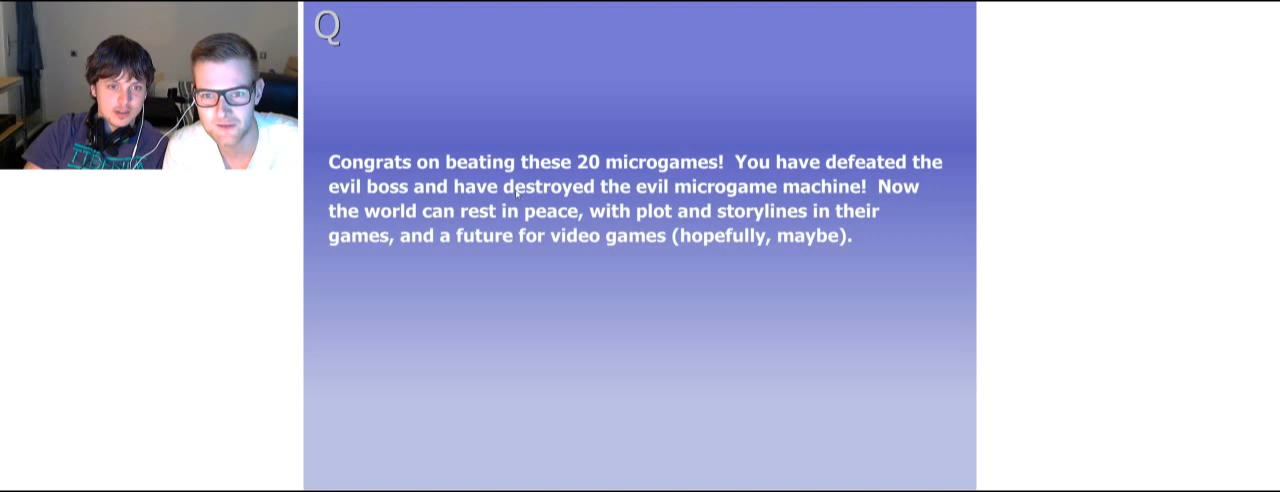 Q
Congrats on beating these 20 microgames!  You have defeated the
evil boss and have destroyed the evil microgame machine!  Now
the world can rest in peace, with plot and storylines in their
games, and a future for video games (hopefully, maybe).